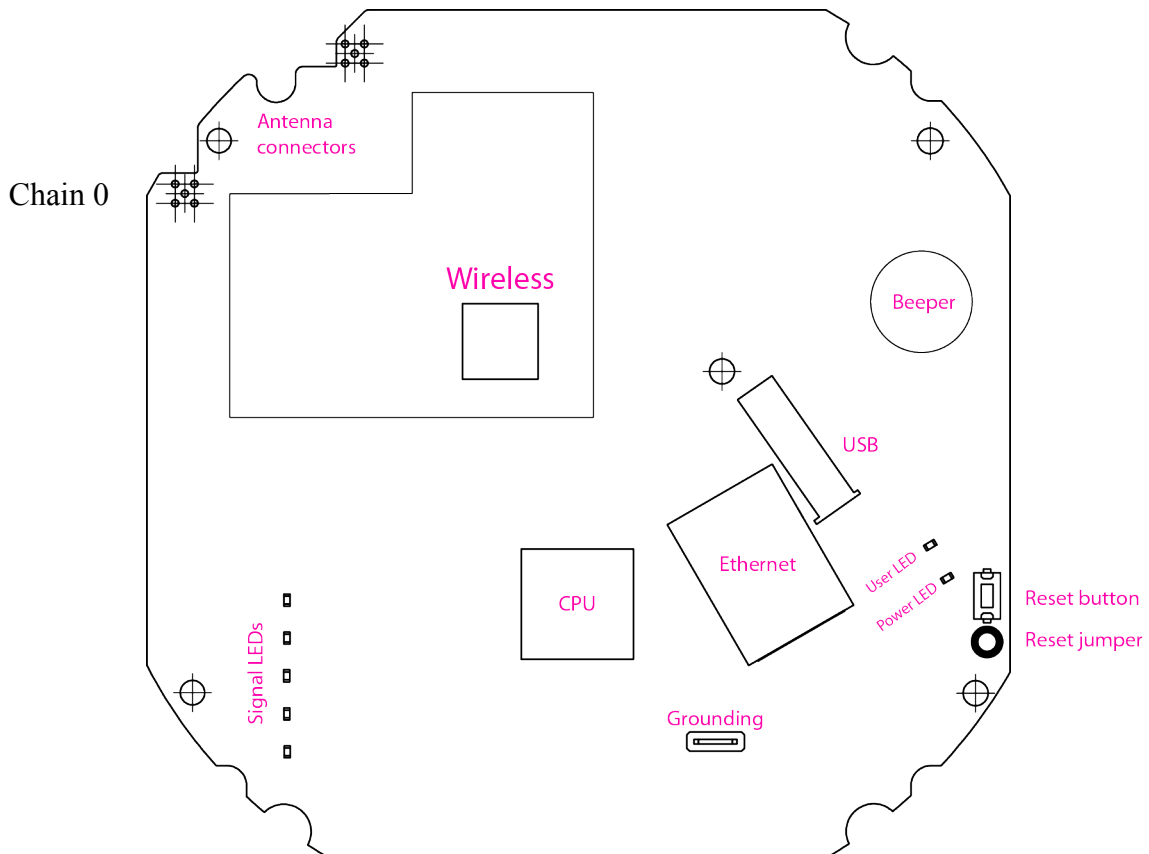 Antenna
connectors
Chain 0
Wireless
Beeper
USB
Ethernet
User LED
CPU
Power LED
Reset button
Reset jumper
Signal LEDs
Grounding